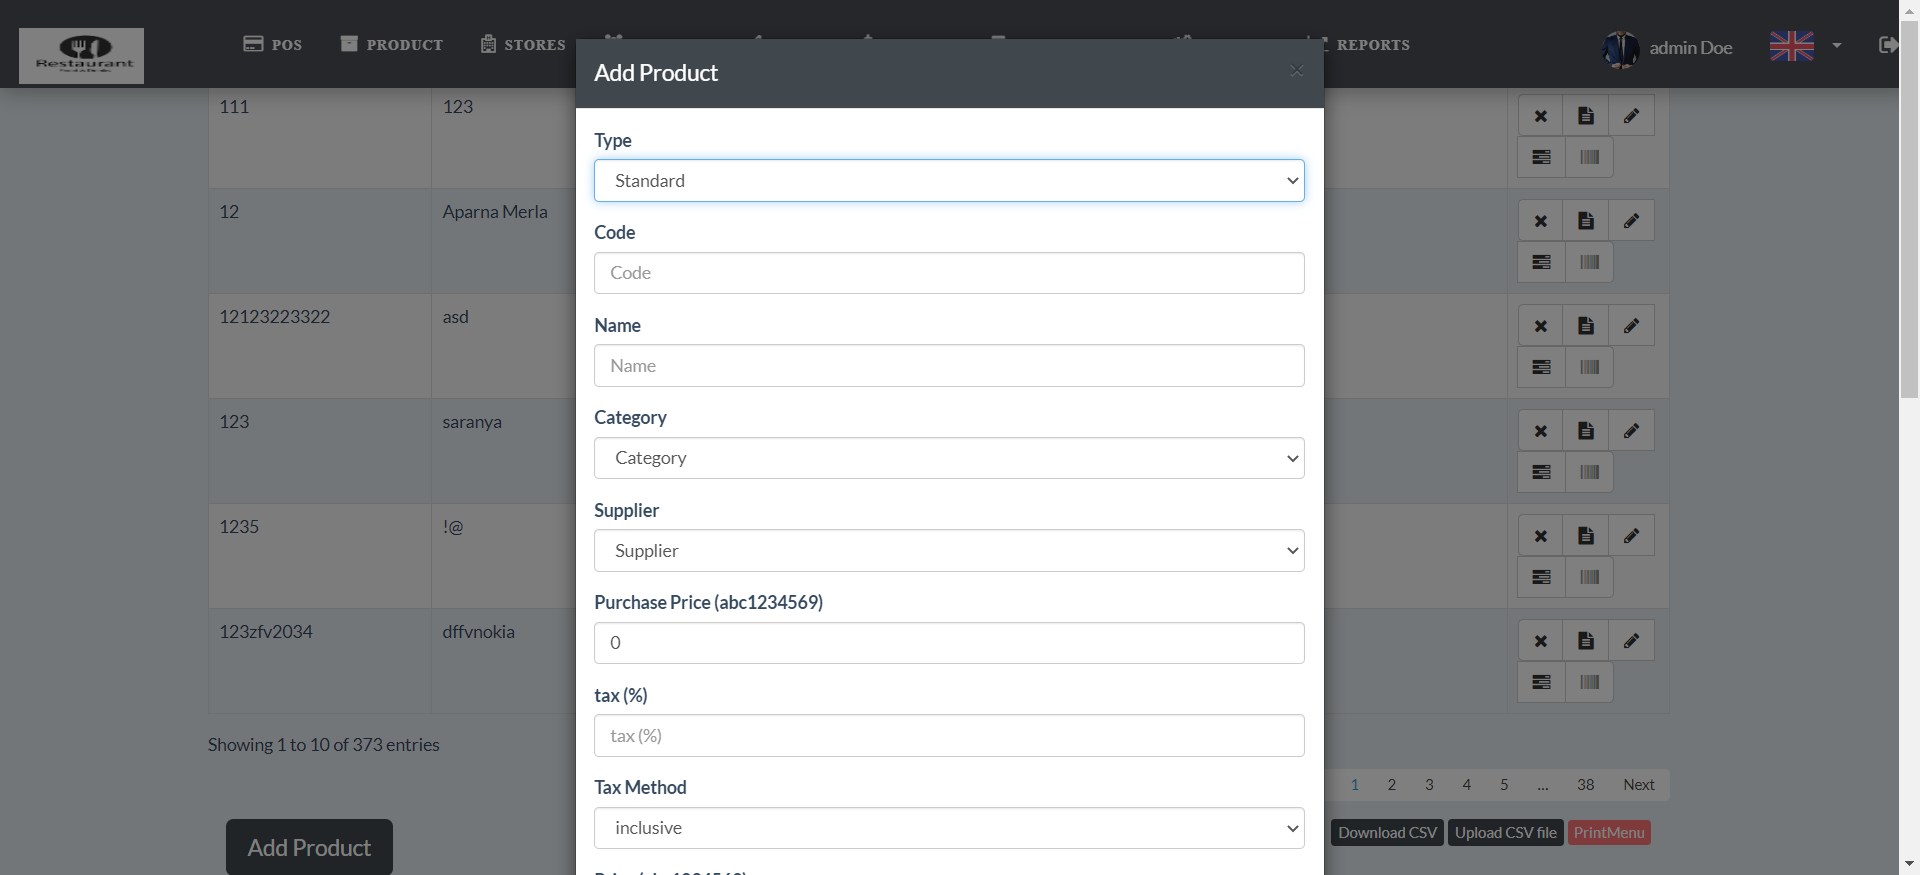 Restaurant
POS
PRODUCT
STORES
REPORTS
admin Doe
Add Product
×
Type
Standard
Code
Code
Name
Name
Category
Category
Supplier
Supplier
Purchase Price (abc1234569)
0
tax (%)
tax (%)
Tax Method
inclusive
111 123
12 Aparna Merla
12123223322 asd
123 saranya
1235 !@
123zfv2034 dffvnokia
Showing 1 to 10 of 373 entries
1 2 3 4 5 ... 38 Next
Add Product
Download CSV Upload CSV file PrintMenu